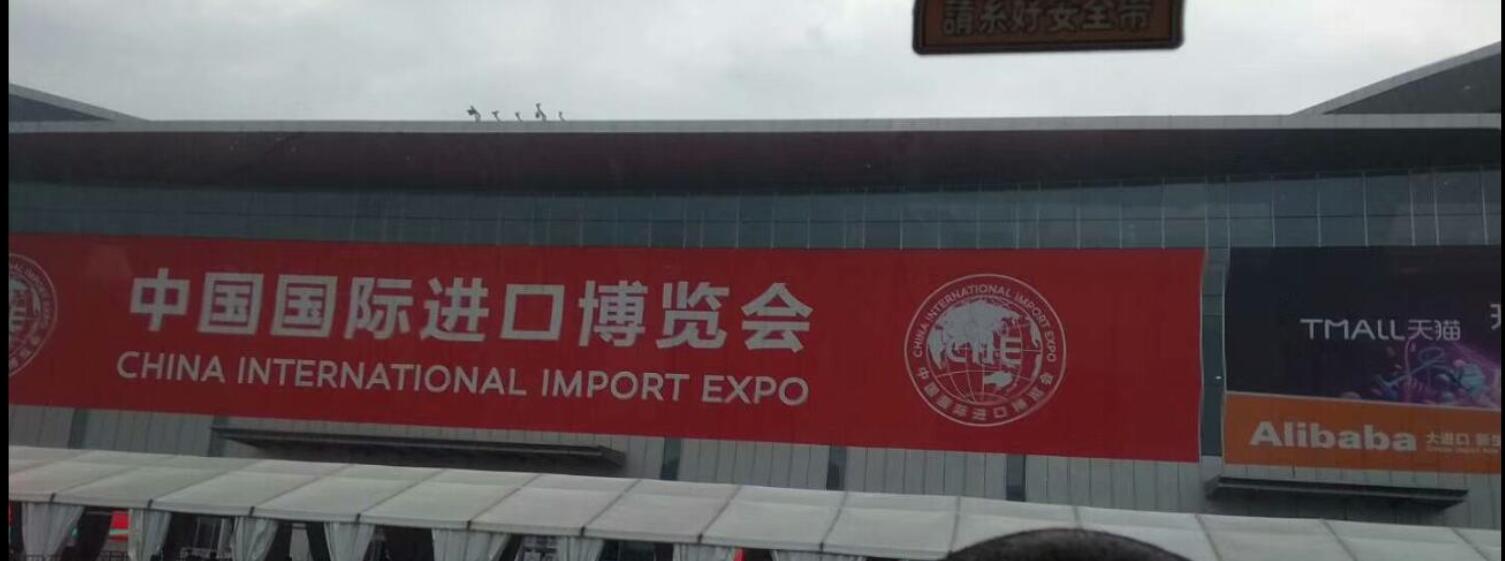 請系好安全带
中国国际进口博览会
CHINA INTERNATIONAL IMPORT EXPO
CHINA INTERNATIONAL IMPORT EXPO
CIIE
中国国际进口博览会
TMALL天猫
Alibaba
大进口